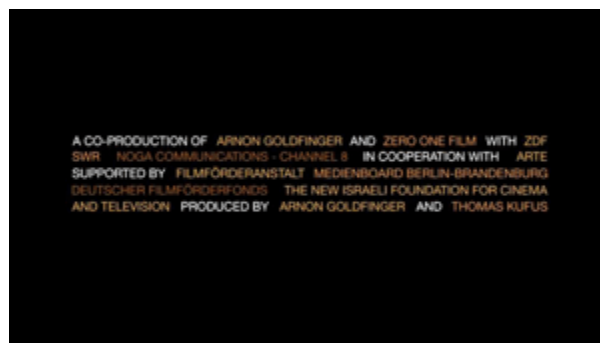 A CO-PRODUCTION OF ARNON GOLDFINGER AND ZERO ONE FILM WITH ZDF
SWR NOGA COMMUNICATIONS - CHANNEL 8 IN COOPERATION WITH ARTE
SUPPORTED BY FILMFÖRDERANSTALT MEDIENBOARD BERLIN-BRANDENBURG
DEUTSCHER FILMFÖRDERFONDS THE NEW ISRAELI FOUNDATION FOR CINEMA
AND TELEVISION PRODUCED BY ARNON GOLDFINGER AND THOMAS KUFUS